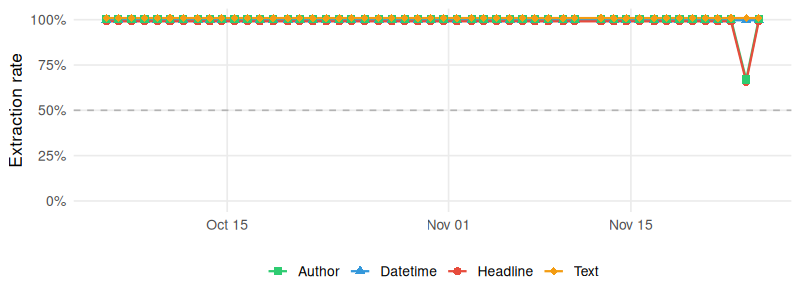 100%
75%
50%
25%
0%
Extraction rate
Oct 15 Nov 01 Nov 15
Author Datetime Headline Text